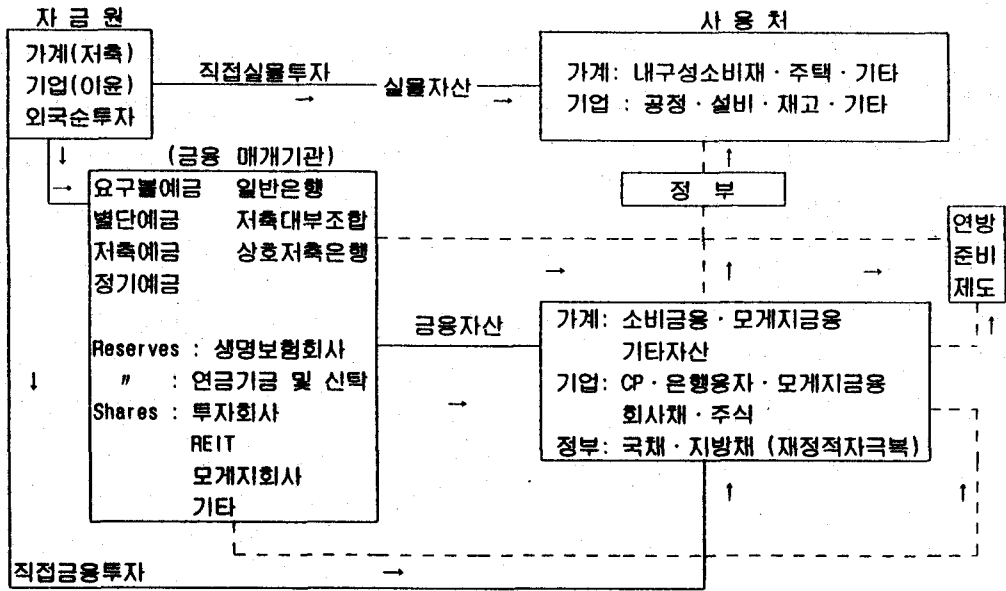 자 금 원
사 용 처
가계(저축)
기업(이윤)
외국순투자
직접실물투자
→
실물자산
→
가계: 내구성소비재 · 주택 · 기타
기업 : 공정 · 설비 · 재고 · 기타
↓
(금융 매개기관)
↑
→
요구불예금 일반은행
별단예금 저축대부조합
저축예금 상호저축은행
정기예금
정 부
연방
준비
제도
→
↑
→
↑
금융자산
가계: 소비금융 · 모게지금융
기타자산
기업: CP · 은행융자 · 모게지금융
회사채 · 주식
정부: 국채 · 지방채 (재정적자극복)
Reserves : 생명보험회사
〃 : 연금기금 및 신탁
Shares : 투자회사
REIT
모게지회사
기타
↓
→
↑
↑
직접금융투자
→